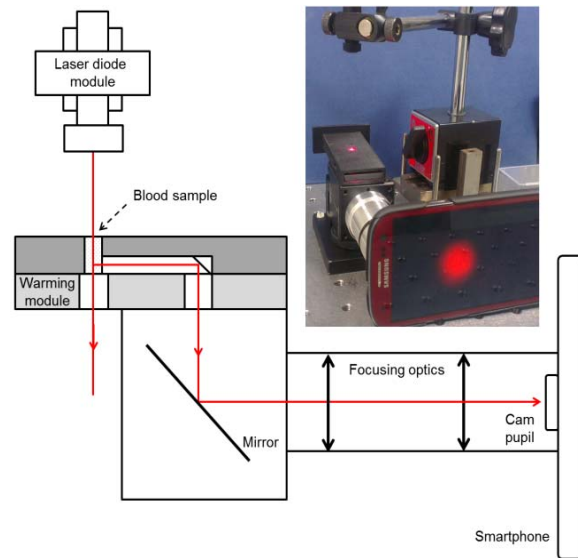 Laser diode
module
Blood sample
Warming
module
Focusing optics
Mirror
Cam
pupil
Smartphone
SAMSUNG